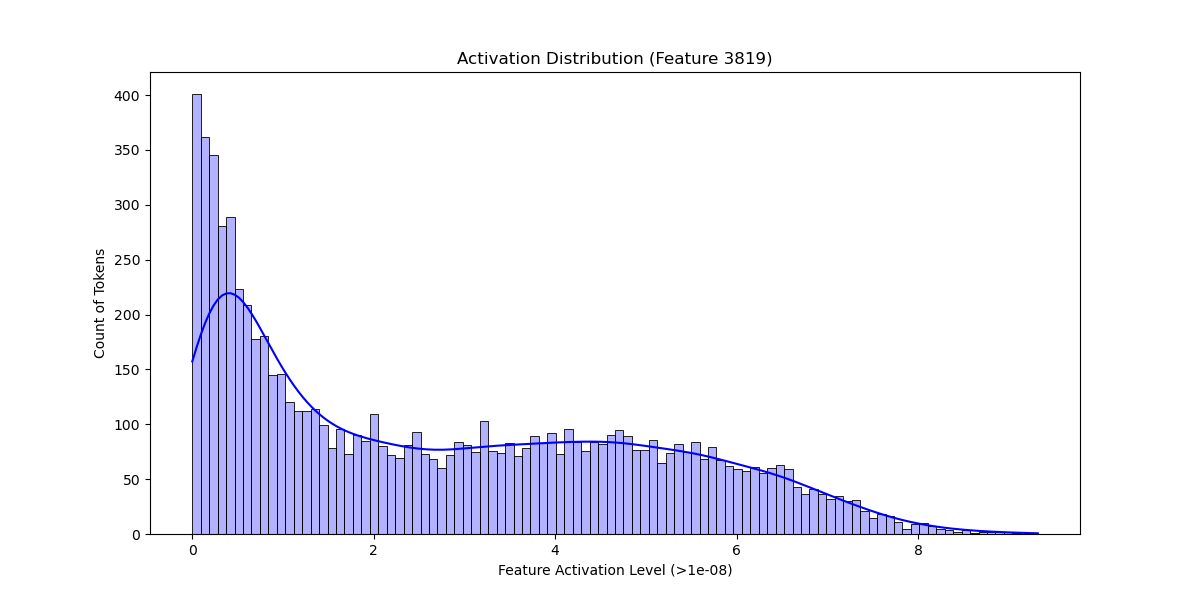 Activation Distribution (Feature 3819)
400
350
300
250
200
150
100
50
0
Count of Tokens
0 2 4 6 8
Feature Activation Level (>1e-08)